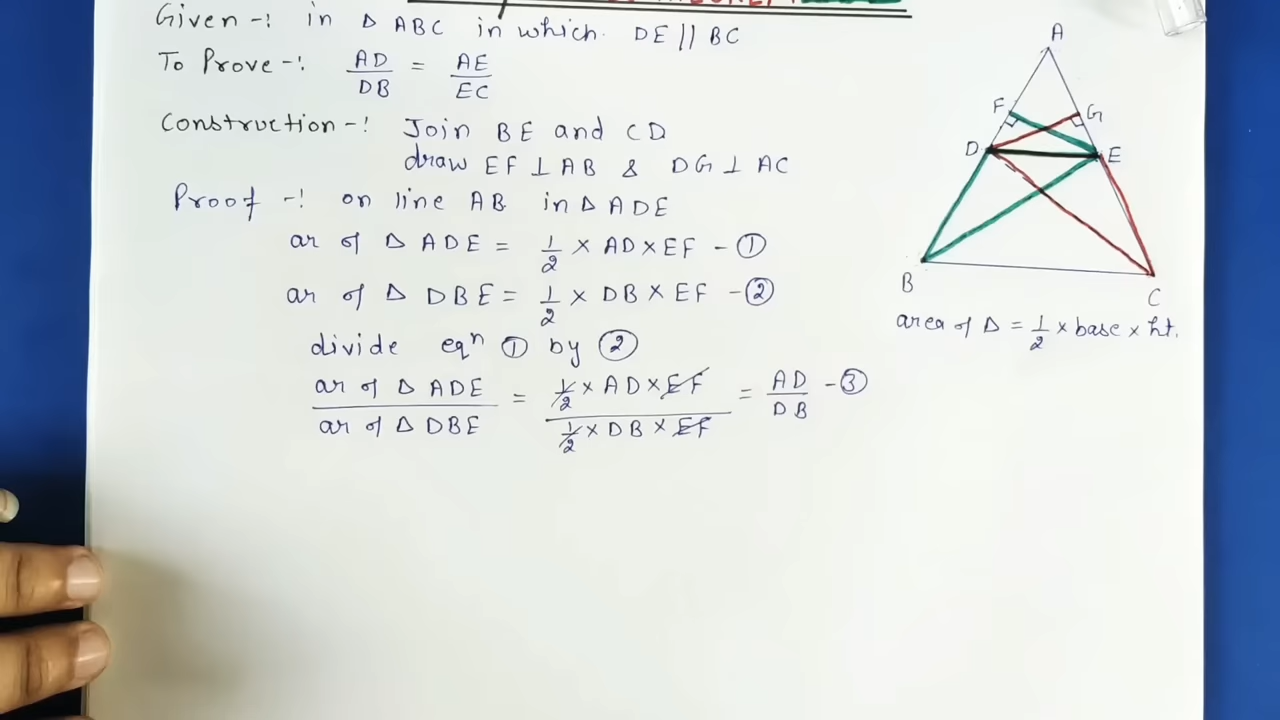 Given -: in Δ ABC in which. DE || BC
To Prove -: AD/DB = AE/EC
Construction -: Join BE and CD
draw EF ⊥ AB & DG ⊥ AC
Proof -: on line AB in Δ ADE
ar of Δ ADE = 1/2 × AD × EF - ①
ar of Δ DBE = 1/2 × DB × EF - ②
divide eqn ① by ②
ar of Δ ADE / ar of Δ DBE = 1/2 × AD × EF / 1/2 × DB × EF = AD/DB - ③
A
F
G
D
E
B
C
area of Δ = 1/2 × base × ht.